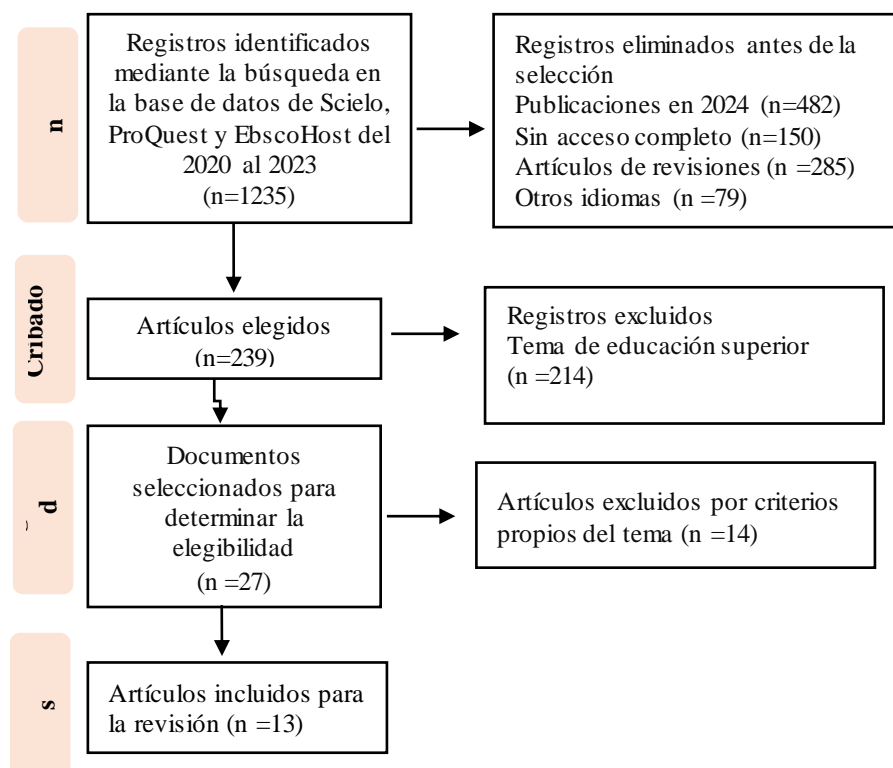 n
Registros identificados
mediante la búsqueda en
la base de datos de Scielo,
ProQuest y EbscoHost del
2020 al 2023
(n=1235)
Registros eliminados antes de la
selección
Publicaciones en 2024 (n=482)
Sin acceso completo (n=150)
Artículos de revisiones (n =285)
Otros idiomas (n =79)
Cribado
Artículos elegidos
(n=239)
Registros excluidos
Tema de educación superior
(n =214)
d
Documentos
seleccionados para
determinar la
elegibilidad
(n =27)
Artículos excluidos por criterios
propios del tema (n =14)
s
Artículos incluidos para
la revisión (n =13)